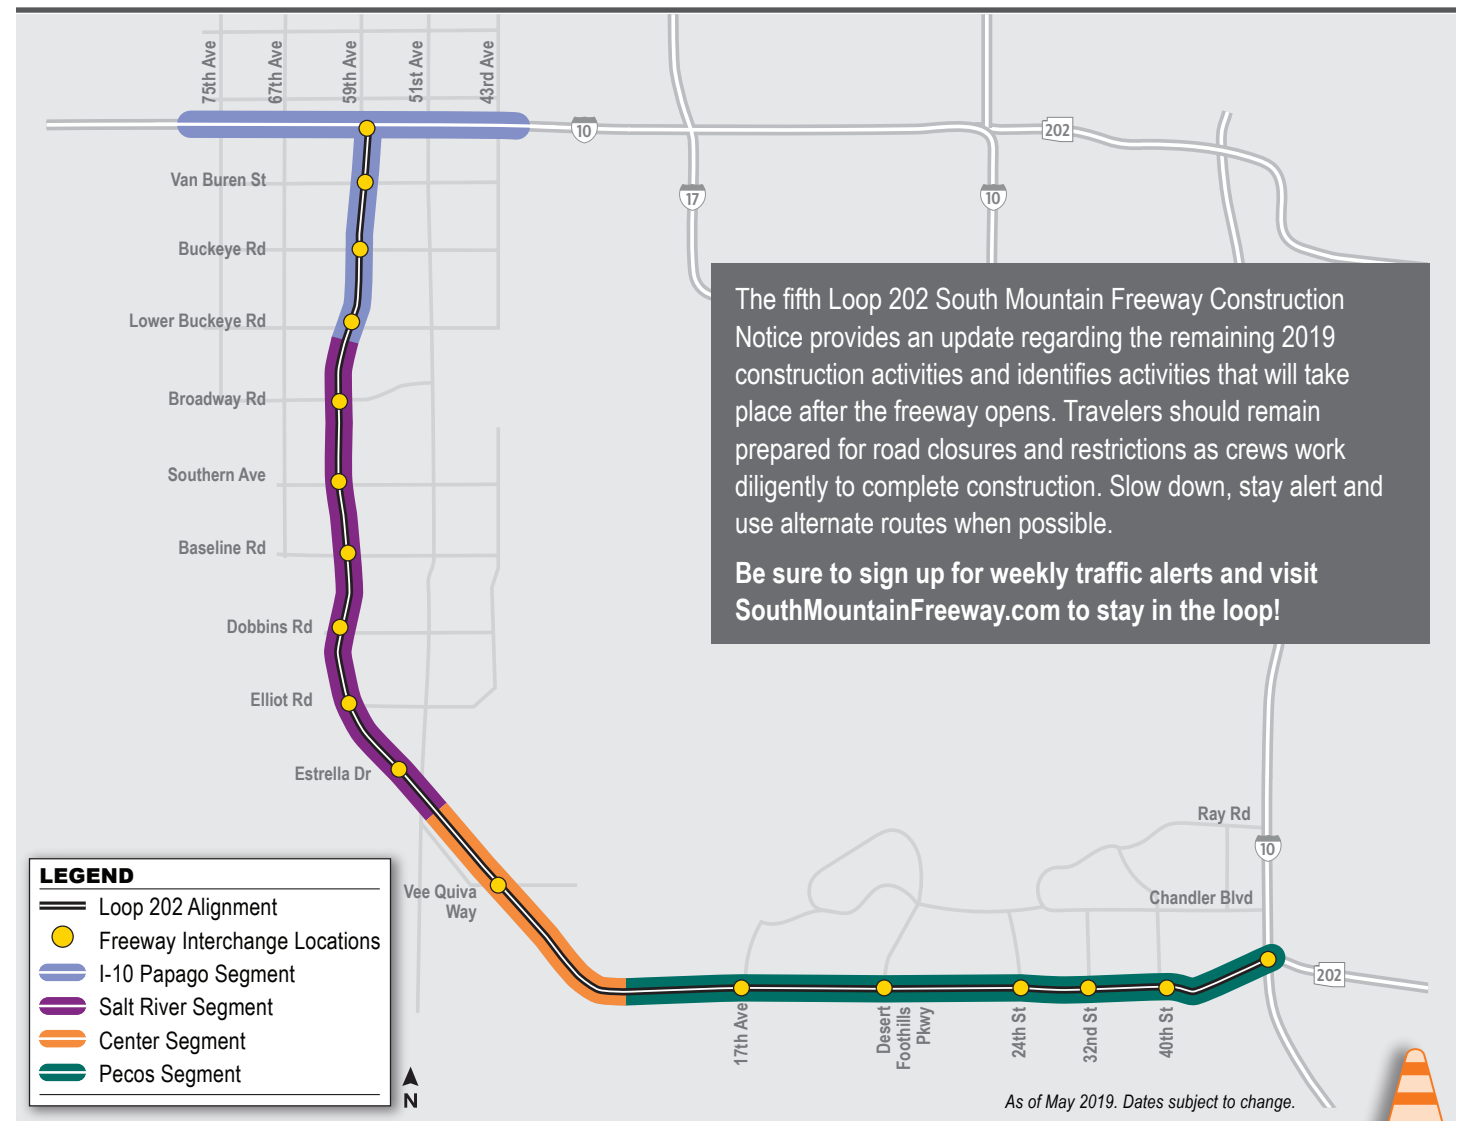 75th Ave
67th Ave
59th Ave
51st Ave
43rd Ave
10
202
17
10
Van Buren St
Buckeye Rd
Lower Buckeye Rd
Broadway Rd
Southern Ave
Baseline Rd
Dobbins Rd
Elliot Rd
Estrella Dr
The fifth Loop 202 South Mountain Freeway Construction
Notice provides an update regarding the remaining 2019
construction activities and identifies activities that will take
place after the freeway opens. Travelers should remain
prepared for road closures and restrictions as crews work
diligently to complete construction. Slow down, stay alert and
use alternate routes when possible.
Be sure to sign up for weekly traffic alerts and visit
SouthMountainFreeway.com to stay in the loop!
Ray Rd
10
Chandler Blvd
202
Vee Quiva
Way
17th Ave
Desert
Foothills
Pkwy
24th St
32nd St
40th St
LEGEND
Loop 202 Alignment
Freeway Interchange Locations
I-10 Papago Segment
Salt River Segment
Center Segment
Pecos Segment
N
As of May 2019. Dates subject to change.